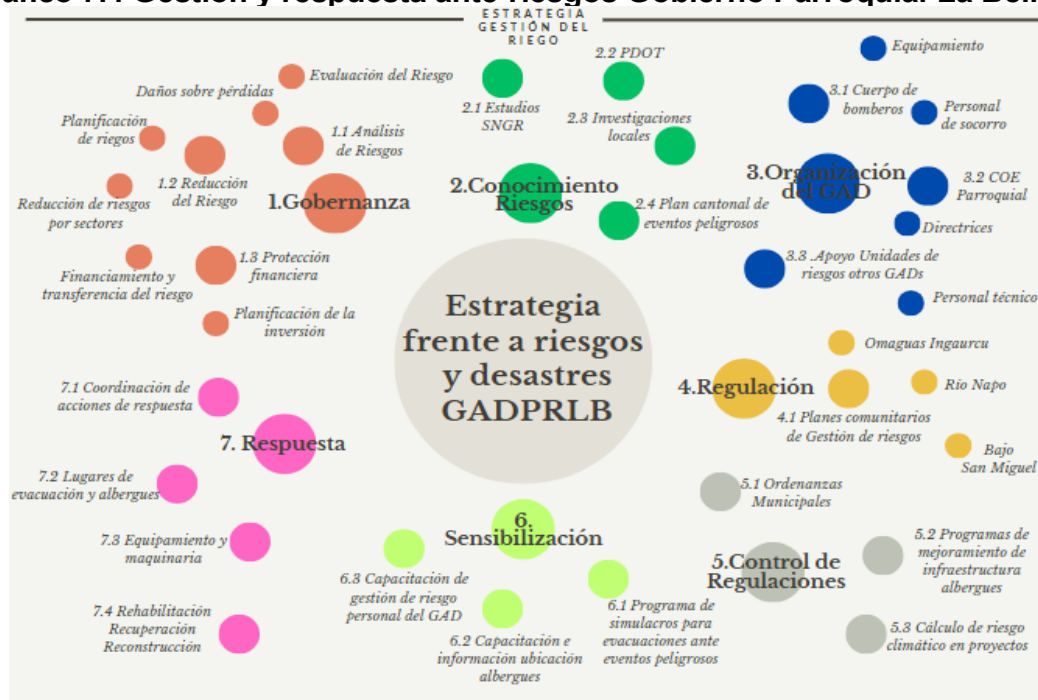 Gestión y respuesta ante riesgos Gobierno Parroquial La
ESTRATEGIA
GESTIÓN DEL
RIEGO
Evaluación del Riesgo
Daños sobre pérdidas
Planificación
de riegos
1.1 Análisis
de Riesgos
1.2 Reducción
del Riesgo
1.Gobernanza
Reducción de riesgos
por sectores
1.3 Protección
financiera
Financiamiento y
transferencia del riesgo
Planificación de la
inversión
2.2 PDOT
2.1 Estudios
SNGR
2.3 Investigaciones
locales
2.Conocimiento
Riesgos
2.4 Plan cantonal de
eventos peligrosos
Equipamiento
3.1 Cuerpo de
bomberos
Personal
de socorro
3.Organización
del GAD
3.2 COE
Parroquial
Directrices
3.3 .Apoyo Unidades de
riesgos otros GADs
Personal técnico
Estrategia
frente a riesgos
y desastres
GADPRLB
Omaguas Ingaurcu
4.Regulación
Río Napo
4.1 Planes comunitarios
de Gestión de riesgos
Bajo
San Miguel
5.1 Ordenanzas
Municipales
5.Control de
Regulaciones
5.2 Programas de
mejoramiento de
infraestructura
albergues
5.3 Cálculo de riesgo
climático en proyectos
6.
Sensibilización
6.3 Capacitación de
gestión de riesgo
personal del GAD
6.2 Capacitación e
información ubicación
albergues
6.1 Programa de
simulacros para
evacuaciones ante
eventos peligrosos
7.1 Coordinación de
acciones de respuesta
7. Respuesta
7.2 Lugares de
evacuación y albergues
7.3 Equipamiento y
maquinaria
7.4 Rehabilitación
Recuperación
Reconstrucción